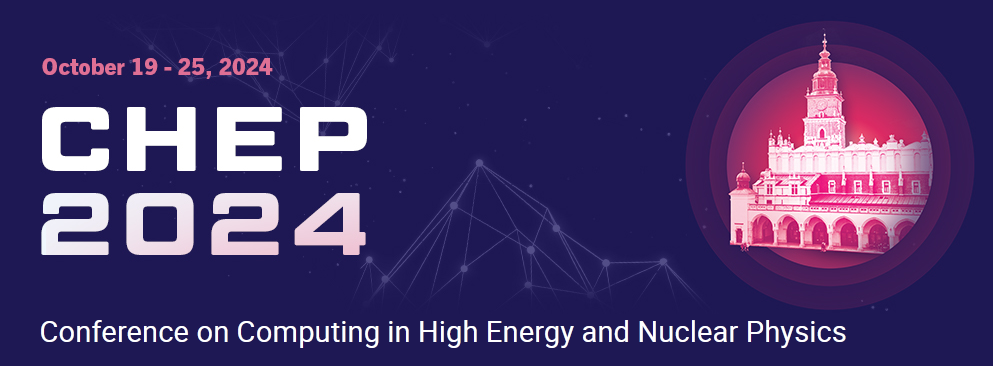 October 19 - 25, 2024
CHEP
2024
Conference on Computing in High Energy and Nuclear Physics